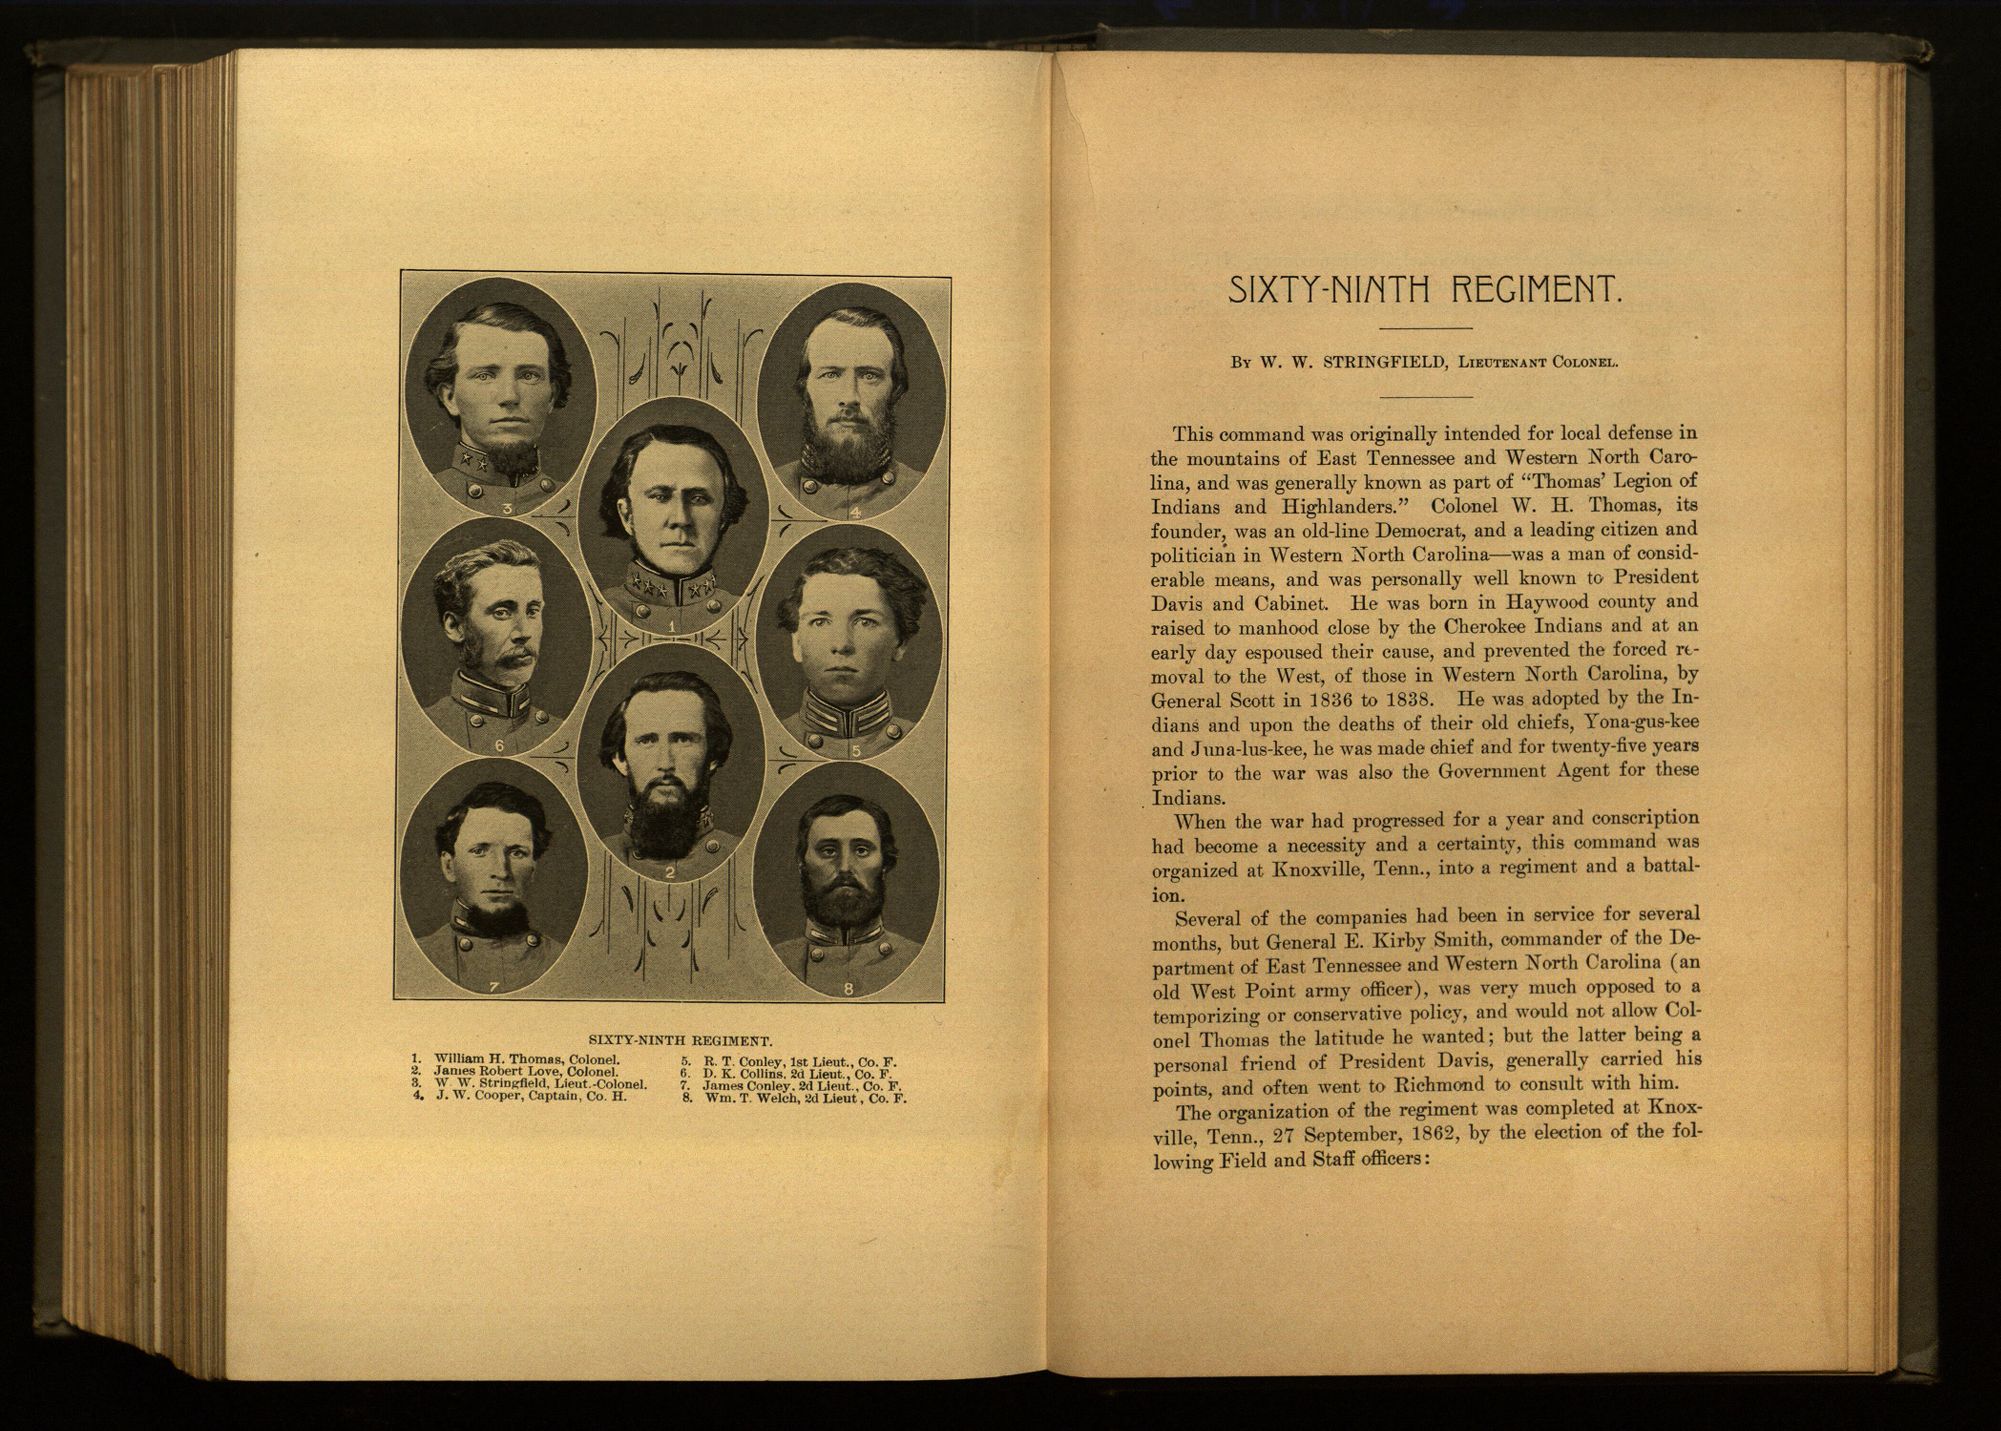 3
4
1
6
5
2
7
8
SIXTY-NINTH REGIMENT.
1. William H. Thomas, Colonel.
2. James Robert Love, Colonel.
3. W. W. Stringfield, Lieut.-Colonel.
4. J. W. Cooper, Captain, Co. H.
5. R. T. Conley, 1st Lieut., Co. F.
6. D. K. Collins, 2d Lieut., Co. F.
7. James Conley, 2d Lieut., Co. F.
8. Wm. T. Welch, 2d Lieut, Co. F.
SIXTY-NINTH REGIMENT.
By W. W. STRINGFIELD, Lieutenant Colonel.
This command was originally intended for local defense in
the mountains of East Tennessee and Western North Caro-
lina, and was generally known as part of "Thomas' Legion of
Indians and Highlanders." Colonel W. H. Thomas, its
founder, was an old-line Democrat, and a leading citizen and
politician in Western North Carolina—was a man of consid-
erable means, and was personally well known to President
Davis and Cabinet. He was born in Haywood county and
raised to manhood close by the Cherokee Indians and at an
early day espoused their cause, and prevented the forced re-
moval to the West, of those in Western North Carolina, by
General Scott in 1836 to 1838. He was adopted by the In-
dians and upon the deaths of their old chiefs, Yona-gus-kee
and Juna-lus-kee, he was made chief and for twenty-five years
prior to the war was also the Government Agent for these
Indians.
When the war had progressed for a year and conscription
had become a necessity and a certainty, this command was
organized at Knoxville, Tenn., into a regiment and a battal-
ion.
Several of the companies had been in service for several
months, but General E. Kirby Smith, commander of the De-
partment of East Tennessee and Western North Carolina (an
old West Point army officer), was very much opposed to a
temporizing or conservative policy, and would not allow Col-
onel Thomas the latitude he wanted; but the latter being a
personal friend of President Davis, generally carried his
points, and often went to Richmond to consult with him.
The organization of the regiment was completed at Knox-
ville, Tenn., 27 September, 1862, by the election of the fol-
lowing Field and Staff officers: